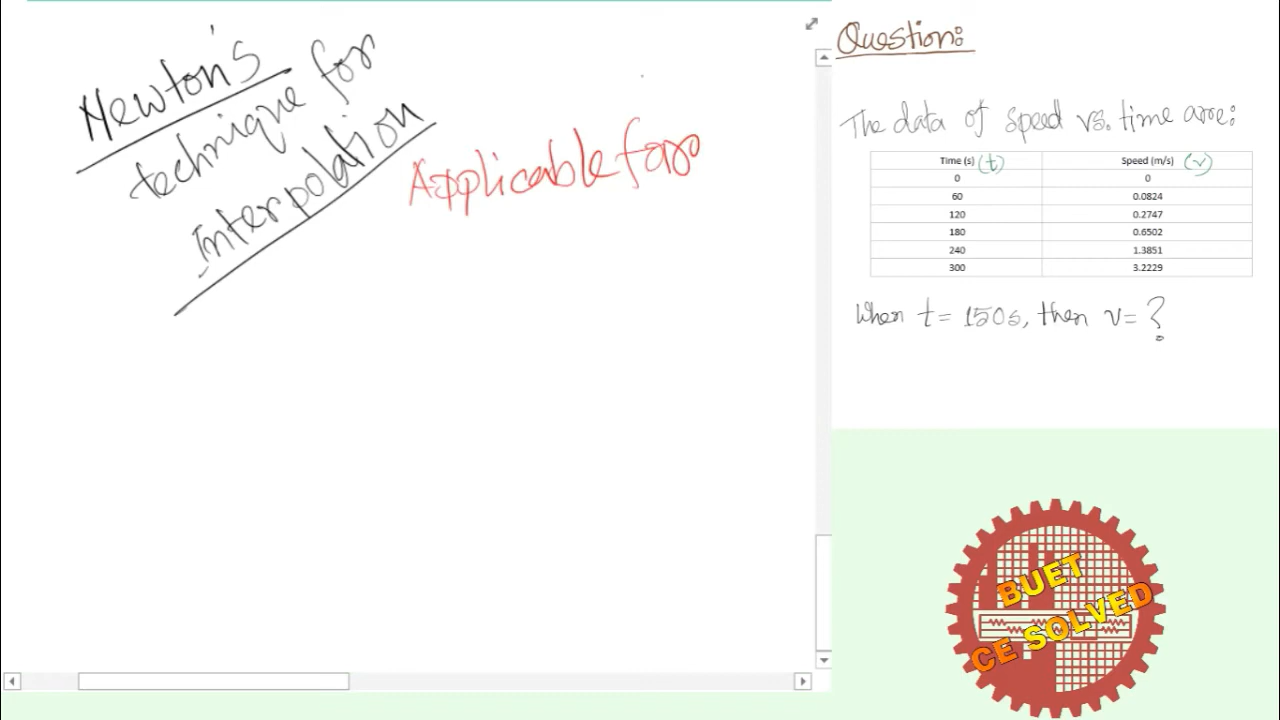 Newton's
technique for
Interpolation
Applicable for
Question:
The data of speed vs. time are:
Time (s) (t) Speed (m/s) (v)
0 0
60 0.0824
120 0.2747
180 0.6502
240 1.3851
300 3.2229
When t = 150s, then v = ?
BUET
CE SOLVED